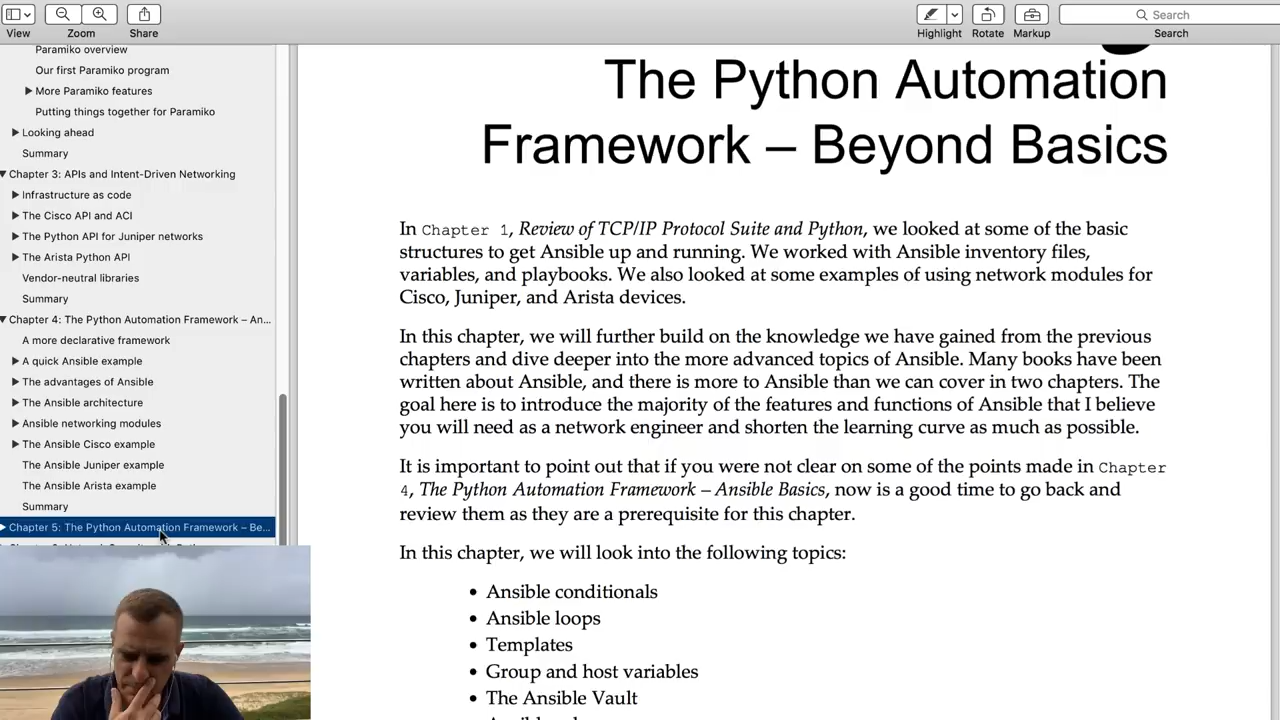 View
Zoom
Share
Highlight
Rotate
Markup
Search
Search
Paramiko overview
Our first Paramiko program
More Paramiko features
Putting things together for Paramiko
Looking ahead
Summary
Chapter 3: APIs and Intent-Driven Networking
Infrastructure as code
The Cisco API and ACI
The Python API for Juniper networks
The Arista Python API
Vendor-neutral libraries
Summary
Chapter 4: The Python Automation Framework – An...
A more declarative framework
A quick Ansible example
The advantages of Ansible
The Ansible architecture
Ansible networking modules
The Ansible Cisco example
The Ansible Juniper example
The Ansible Arista example
Summary
Chapter 5: The Python Automation Framework – Be...
The Python Automation
Framework – Beyond Basics
In Chapter 1, Review of TCP/IP Protocol Suite and Python, we looked at some of the basic
structures to get Ansible up and running. We worked with Ansible inventory files,
variables, and playbooks. We also looked at some examples of using network modules for
Cisco, Juniper, and Arista devices.
In this chapter, we will further build on the knowledge we have gained from the previous
chapters and dive deeper into the more advanced topics of Ansible. Many books have been
written about Ansible, and there is more to Ansible than we can cover in two chapters. The
goal here is to introduce the majority of the features and functions of Ansible that I believe
you will need as a network engineer and shorten the learning curve as much as possible.
It is important to point out that if you were not clear on some of the points made in Chapter
4, The Python Automation Framework – Ansible Basics, now is a good time to go back and
review them as they are a prerequisite for this chapter.
In this chapter, we will look into the following topics:
• Ansible conditionals
• Ansible loops
• Templates
• Group and host variables
• The Ansible Vault